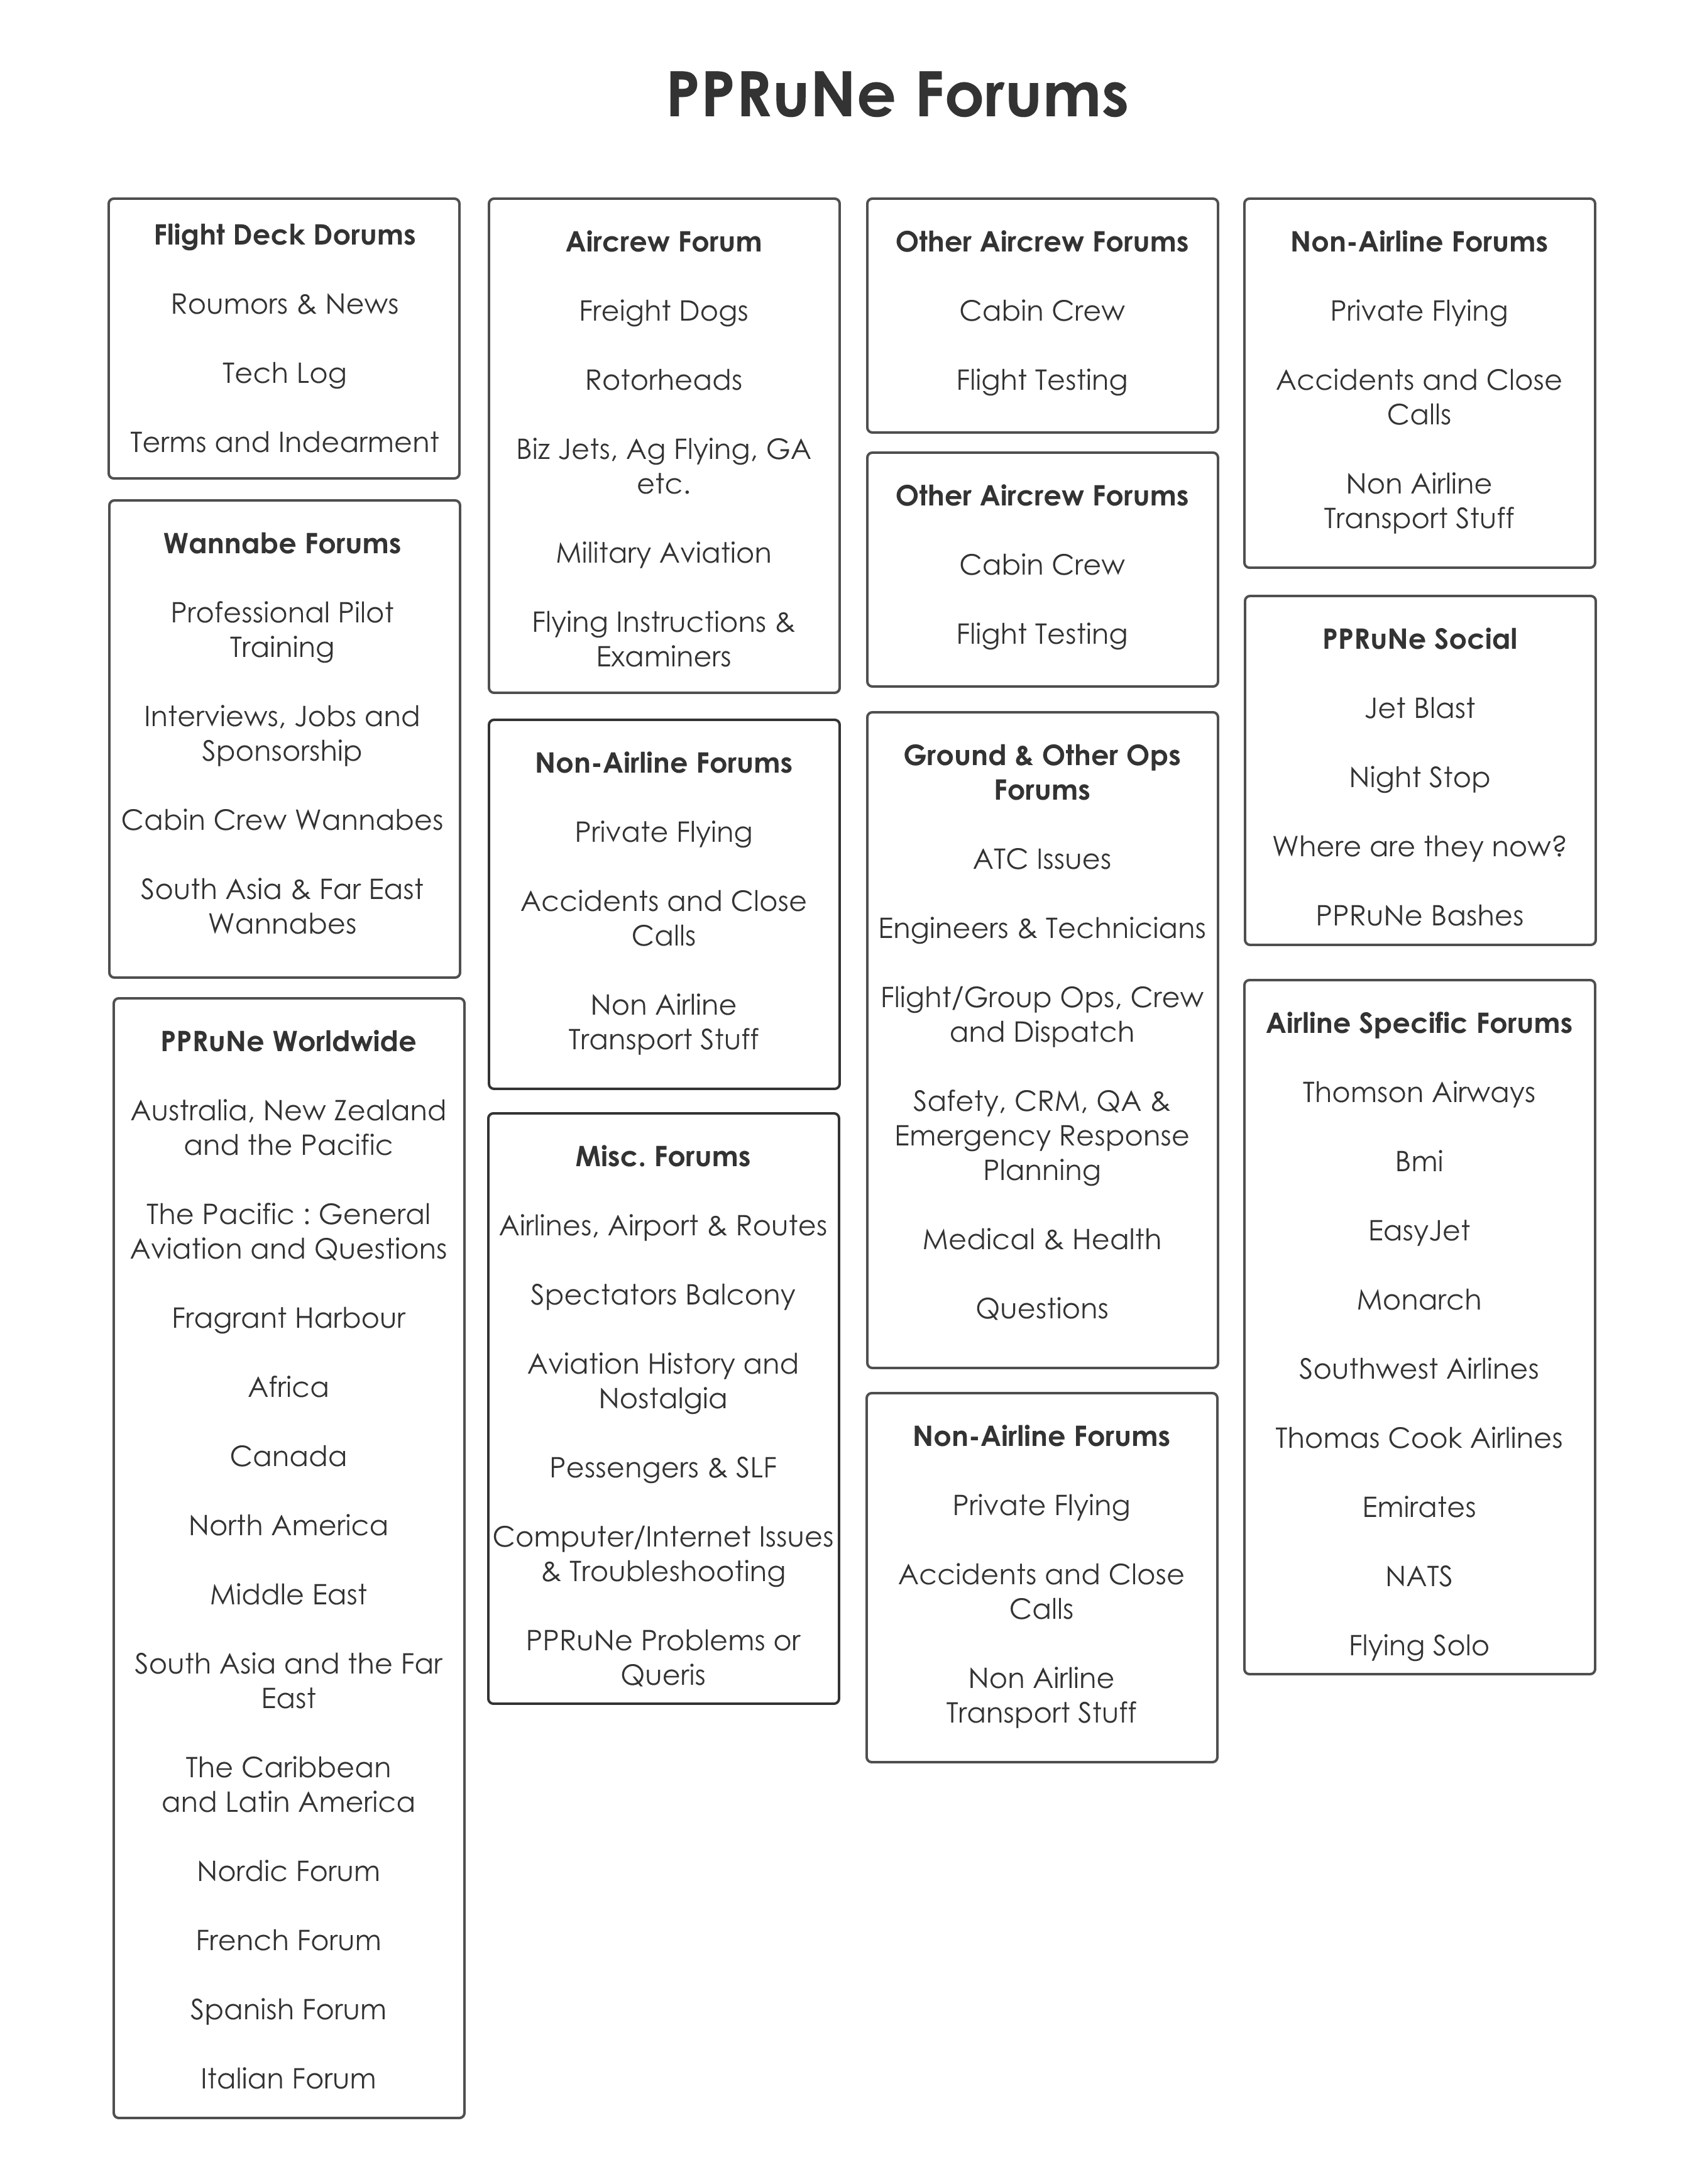 PPRuNe Forums
Flight Deck Dorums
Roumors & News
Tech Log
Terms and Indearment
Wannabe Forums
Professional Pilot
Training
Interviews, Jobs and
Sponsorship
Cabin Crew Wannabes
South Asia & Far East
Wannabes
PPRuNe Worldwide
Australia, New Zealand
and the Pacific
The Pacific : General
Aviation and Questions
Fragrant Harbour
Africa
Canada
North America
Middle East
South Asia and the Far
East
The Caribbean
and Latin America
Nordic Forum
French Forum
Spanish Forum
Italian Forum
Aircrew Forum
Freight Dogs
Rotorheads
Biz Jets, Ag Flying, GA
etc.
Military Aviation
Flying Instructions &
Examiners
Non-Airline Forums
Private Flying
Accidents and Close
Calls
Non Airline
Transport Stuff
Misc. Forums
Airlines, Airport & Routes
Spectators Balcony
Aviation History and
Nostalgia
Pessengers & SLF
Computer/Internet Issues
& Troubleshooting
PPRuNe Problems or
Queris
Other Aircrew Forums
Cabin Crew
Flight Testing
Other Aircrew Forums
Cabin Crew
Flight Testing
Ground & Other Ops
Forums
ATC Issues
Engineers & Technicians
Flight/Group Ops, Crew
and Dispatch
Safety, CRM, QA &
Emergency Response
Planning
Medical & Health
Questions
Non-Airline Forums
Private Flying
Accidents and Close
Calls
Non Airline
Transport Stuff
Non-Airline Forums
Private Flying
Accidents and Close
Calls
Non Airline
Transport Stuff
PPRuNe Social
Jet Blast
Night Stop
Where are they now?
PPRuNe Bashes
Airline Specific Forums
Thomson Airways
Bmi
EasyJet
Monarch
Southwest Airlines
Thomas Cook Airlines
Emirates
NATS
Flying Solo